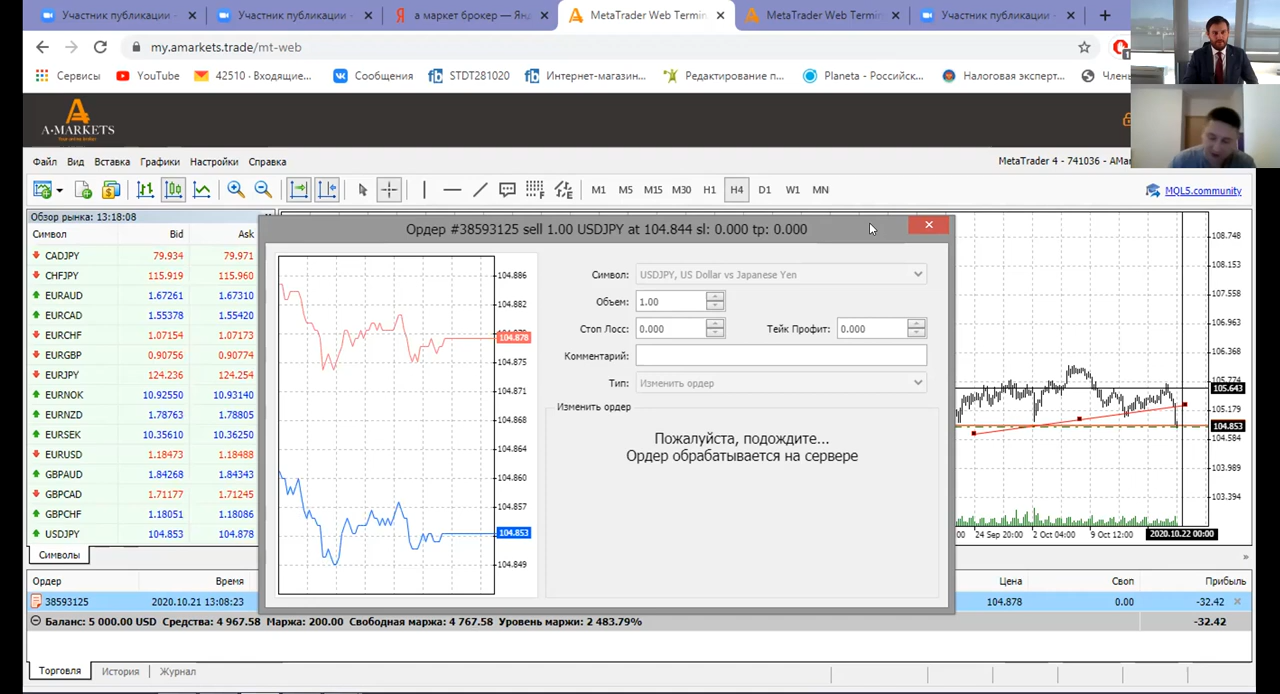 Участник публикации -
Участник публикации -
а маркет брокер — Ян
MetaTrader Web Termin
MetaTrader Web Termi
Участник публикации -
my.amarkets.trade/mt-web
Сервисы
YouTube
42510 · Входящие...
Сообщения
STDT281020
Интернет-магазин...
Редактирование п...
Planeta - Российск...
Налоговая эксперт...
A-MARKETS
Файл Вид Вставка Графики Настройки Справка
MetaTrader 4 - 741036 - AMar
M1 M5 M15 M30 H1 H4 D1 W1 MN
MQL5.community
Обзор рынка: 13:18:08
Символ Bid Ask
CADJPY 79.934 79.971
CHFJPY 115.919 115.960
EURAUD 1.67261 1.67310
EURCAD 1.55378 1.55420
EURCHF 1.07154 1.07173
EURGBP 0.90756 0.90774
EURJPY 124.236 124.254
EURNOK 10.92550 10.93140
EURNZD 1.78763 1.78805
EURSEK 10.35610 10.36250
EURUSD 1.18473 1.18488
GBPAUD 1.84268 1.84343
GBPCAD 1.71177 1.71245
GBPCHF 1.18051 1.18086
USDJPY 104.853 104.878
Символы
Ордер #38593125 sell 1.00 USDJPY at 104.844 sl: 0.000 tp: 0.000
104.886
104.882
104.878
104.875
104.871
104.867
104.864
104.860
104.857
104.853
104.849
Символ: USDJPY, US Dollar vs Japanese Yen
Объем: 1.00
Стоп Лосс: 0.000 Тейк Профит: 0.000
Комментарий:
Тип: Изменить ордер
Изменить ордер
Пожалуйста, подождите...
Ордер обрабатывается на сервере
108.748
108.158
107.553
106.963
106.368
105.774
105.643
105.179
104.853
104.584
103.989
103.394
24 Sep 20:00 2 Oct 04:00 9 Oct 12:00 2020.10.22 00:00
Ордер Время Цена Своп Прибыль
38593125 2020.10.21 13:08:23 104.878 0.00 -32.42
Баланс: 5 000.00 USD Средства: 4 967.58 Маржа: 200.00 Свободная маржа: 4 767.58 Уровень маржи: 2 483.79% -32.42
Торговля История Журнал